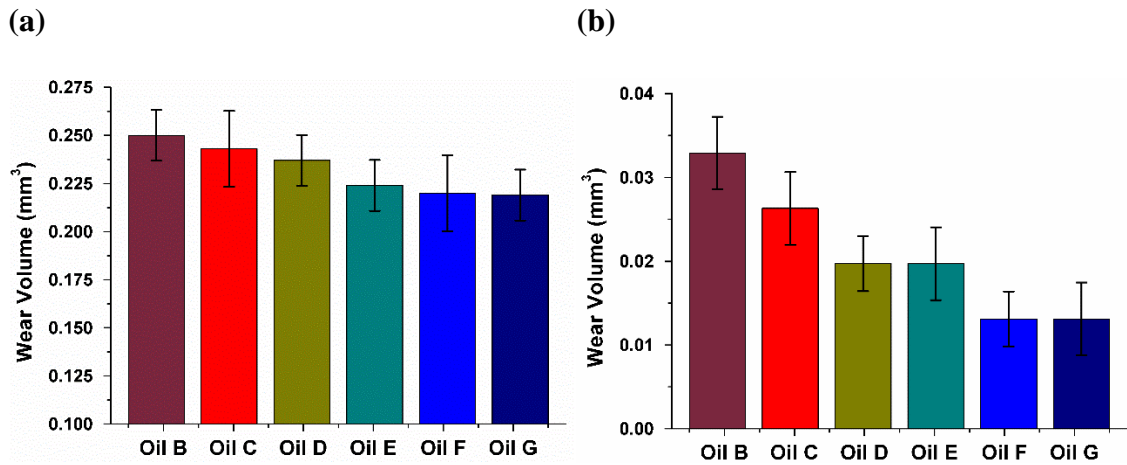 (a)
(b)
Wear Volume (mm³)
0.275
0.250
0.225
0.200
0.175
0.150
0.125
0.100
Oil B Oil C Oil D Oil E Oil F Oil G
Wear Volume (mm³)
0.04
0.03
0.02
0.01
0.00
Oil B Oil C Oil D Oil E Oil F Oil G